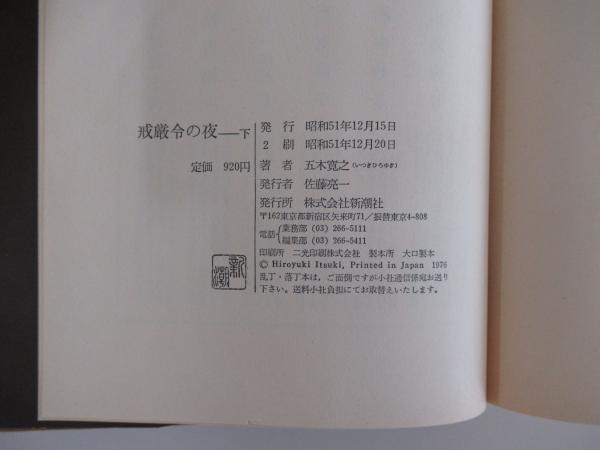 戒厳令の夜──下
定価 920円
発行 昭和51年12月15日
2刷 昭和51年12月20日
著者 五木寛之(いつきひろゆき)
発行者 佐藤亮一
発行所 株式会社新潮社
〒162東京都新宿区矢来町71/振替東京4-808
電話{業務部(03)266-5111
編集部(03)266-5411
印刷所 二光印刷株式会社 製本所 大口製本
© Hiroyuki Itsuki, Printed in Japan 1976
乱丁・落丁本は、ご面倒ですが小社通信係宛お送り
下さい。送料小社負担にてお取替えいたします。
新潮